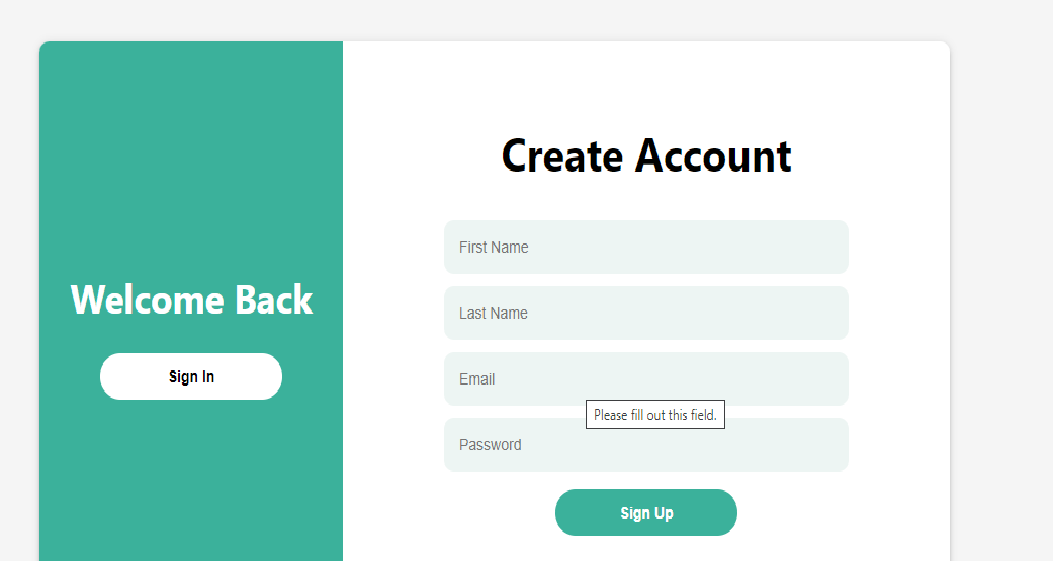 Welcome Back
Sign In
Create Account
First Name
Last Name
Email
Please fill out this field.
Password
Sign Up